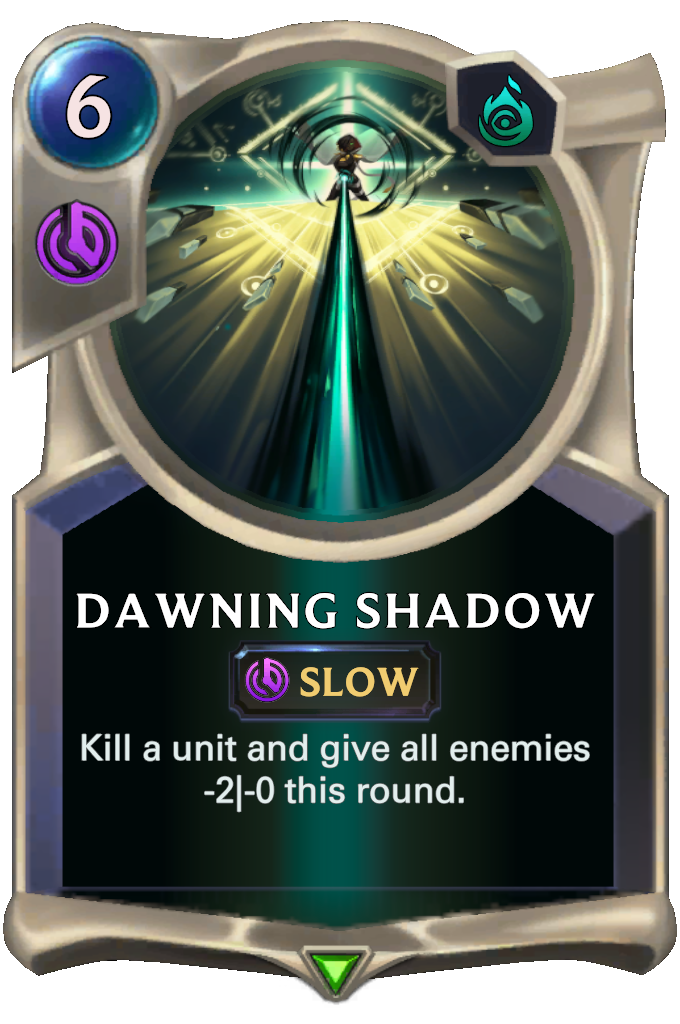 6
DAWNING SHADOW
SLOW
Kill a unit and give all enemies
-2|-0 this round.